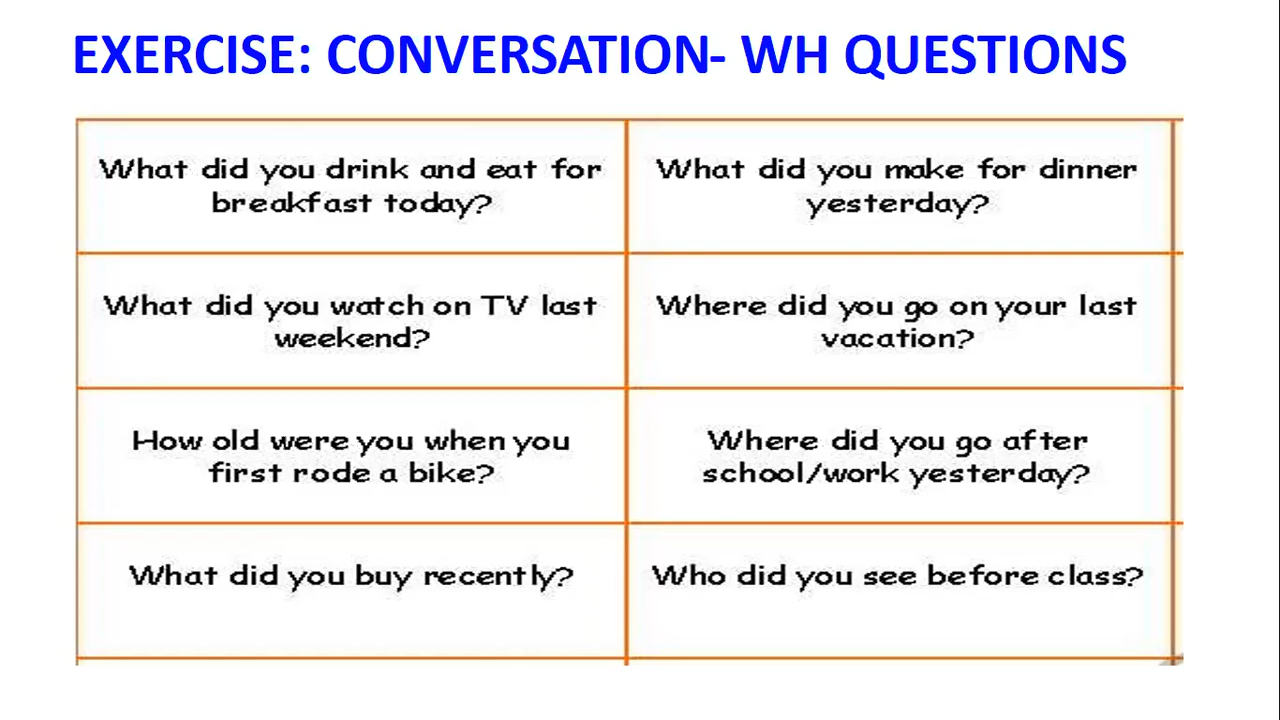 EXERCISE: CONVERSATION- WH QUESTIONS
What did you drink and eat for
breakfast today?
What did you make for dinner
yesterday?
What did you watch on TV last
weekend?
Where did you go on your last
vacation?
How old were you when you
first rode a bike?
Where did you go after
school/work yesterday?
What did you buy recently?
Who did you see before class?